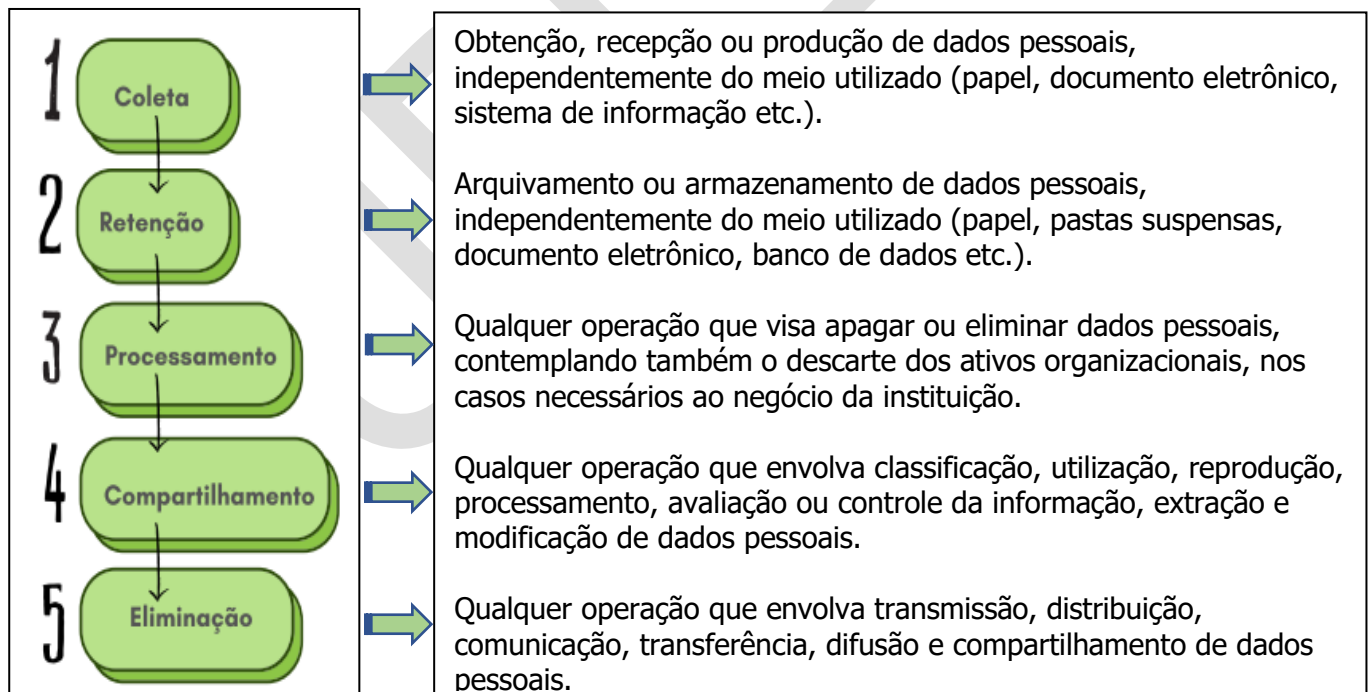 1 Coleta
Obtenção, recepção ou produção de dados pessoais,
independentemente do meio utilizado (papel, documento eletrônico,
sistema de informação etc.).
2 Retenção
Arquivamento ou armazenamento de dados pessoais,
independentemente do meio utilizado (papel, pastas suspensas,
documento eletrônico, banco de dados etc.).
3 Processamento
Qualquer operação que visa apagar ou eliminar dados pessoais,
contemplando também o descarte dos ativos organizacionais, nos
casos necessários ao negócio da instituição.
4 Compartilhamento
Qualquer operação que envolva classificação, utilização, reprodução,
processamento, avaliação ou controle da informação, extração e
modificação de dados pessoais.
5 Eliminação
Qualquer operação que envolva transmissão, distribuição,
comunicação, transferência, difusão e compartilhamento de dados
pessoais.